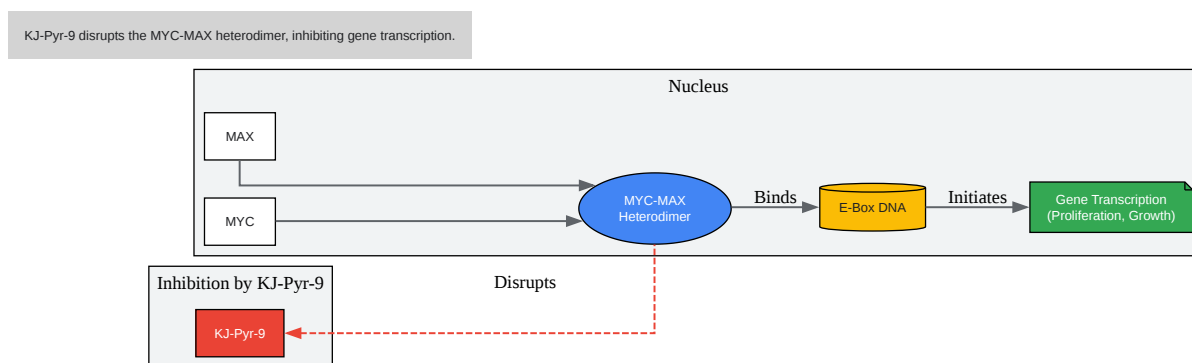 KJ-Pyr-9 disrupts the MYC-MAX heterodimer, inhibiting gene transcription.
Nucleus
MAX
MYC
MYC-MAX
Heterodimer
Binds
E-Box DNA
Initiates
Gene Transcription
(Proliferation, Growth)
Inhibition by KJ-Pyr-9
Disrupts
KJ-Pyr-9